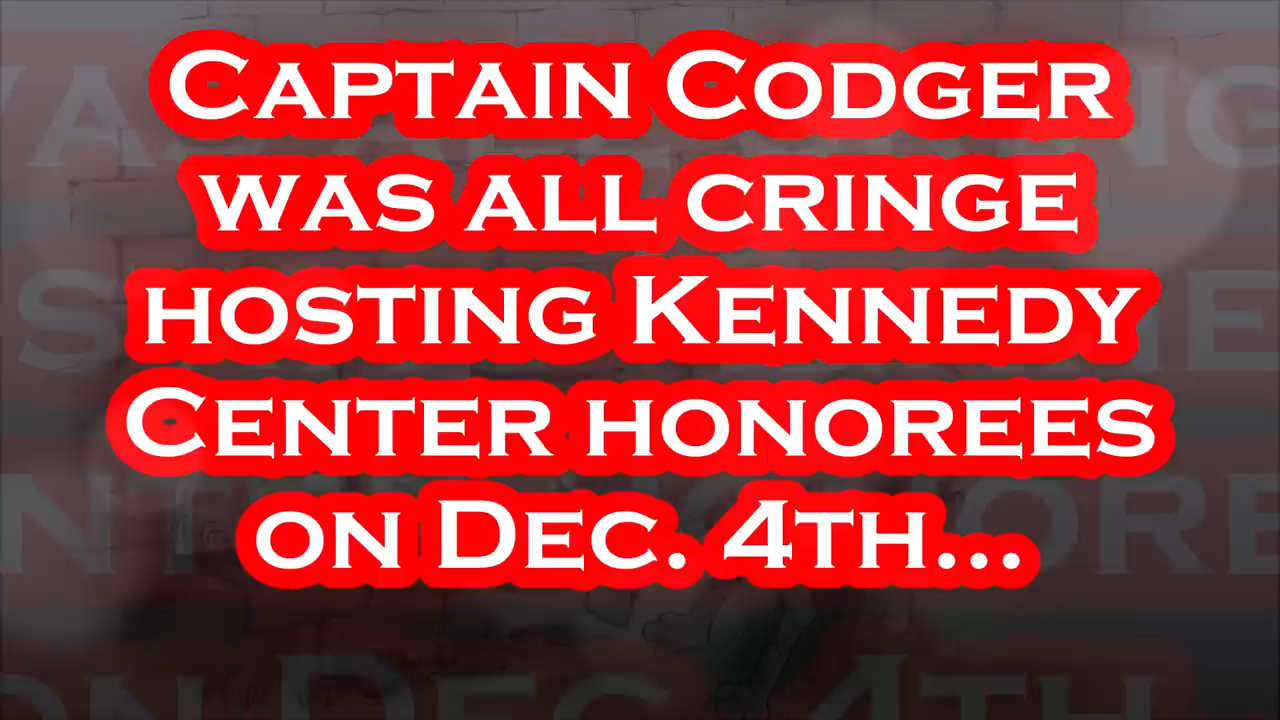 Captain Codger
was all cringe
hosting Kennedy
Center honorees
on Dec. 4th...